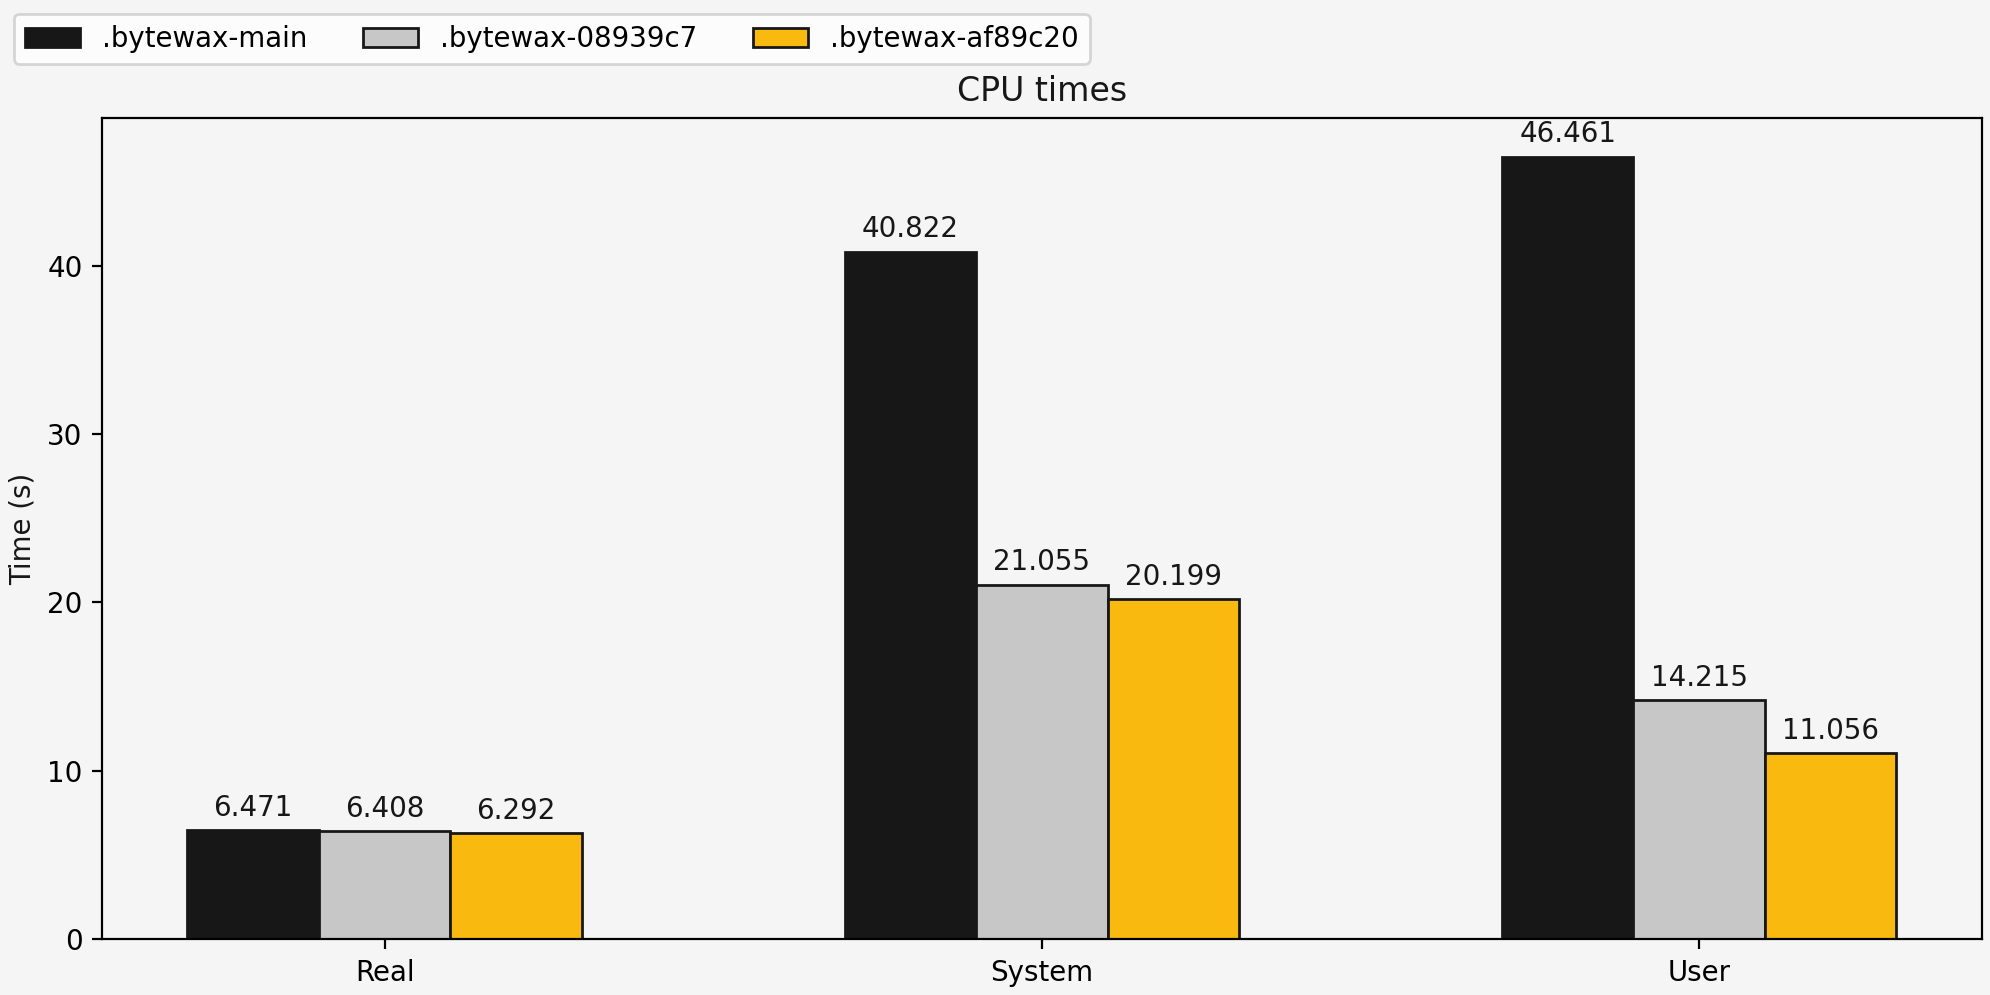 .bytewax-main .bytewax-08939c7 .bytewax-af89c20
CPU times
Time (s)
40
30
20
10
0
6.471 6.408 6.292
40.822 21.055 20.199
46.461 14.215 11.056
Real System User